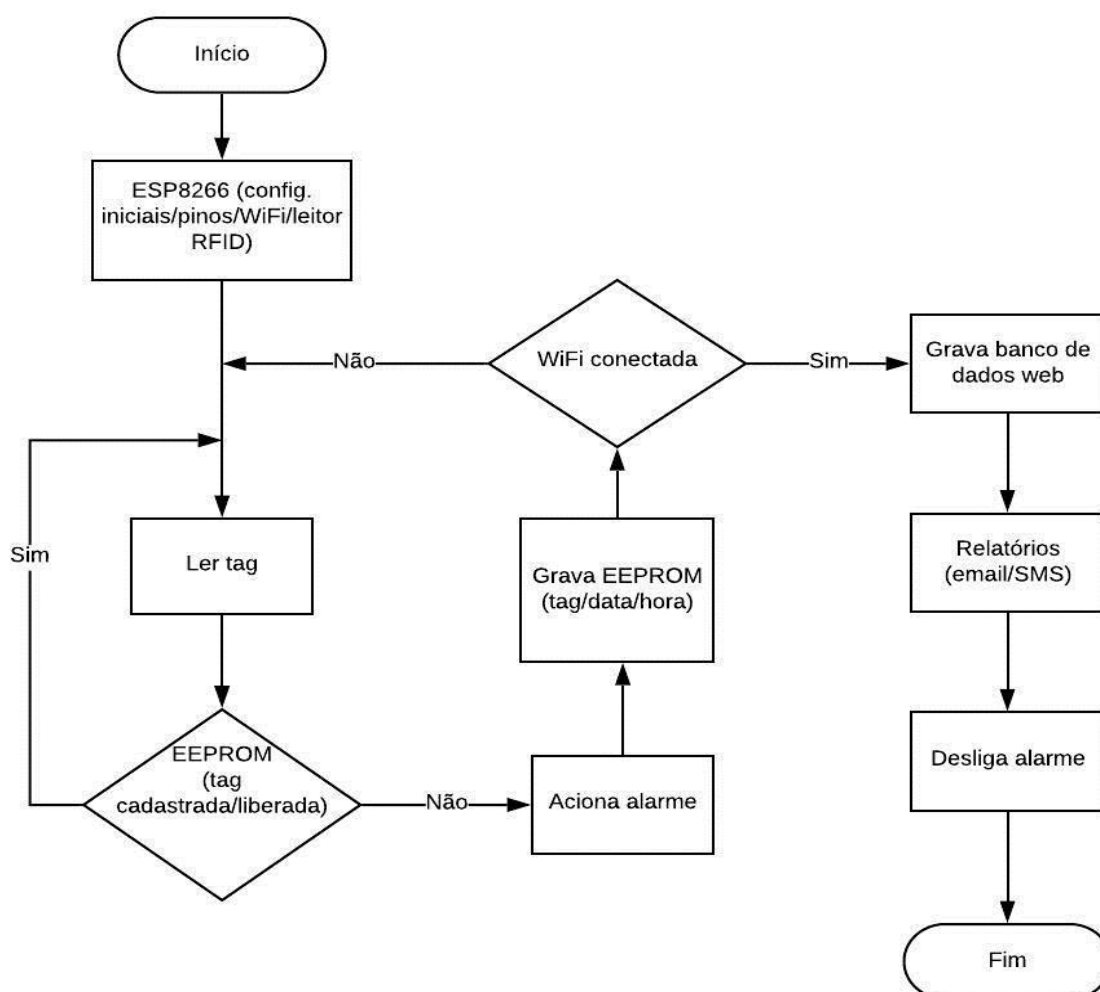 Início
ESP8266 (config.
iniciais/pinos/WiFi/leitor
RFID)
WiFi conectada
Não
Sim
Grava banco de
dados web
Ler tag
Sim
Grava EEPROM
(tag/data/hora)
Relatórios
(email/SMS)
EEPROM
(tag
cadastrada/liberada)
Não
Aciona alarme
Desliga alarme
Fim